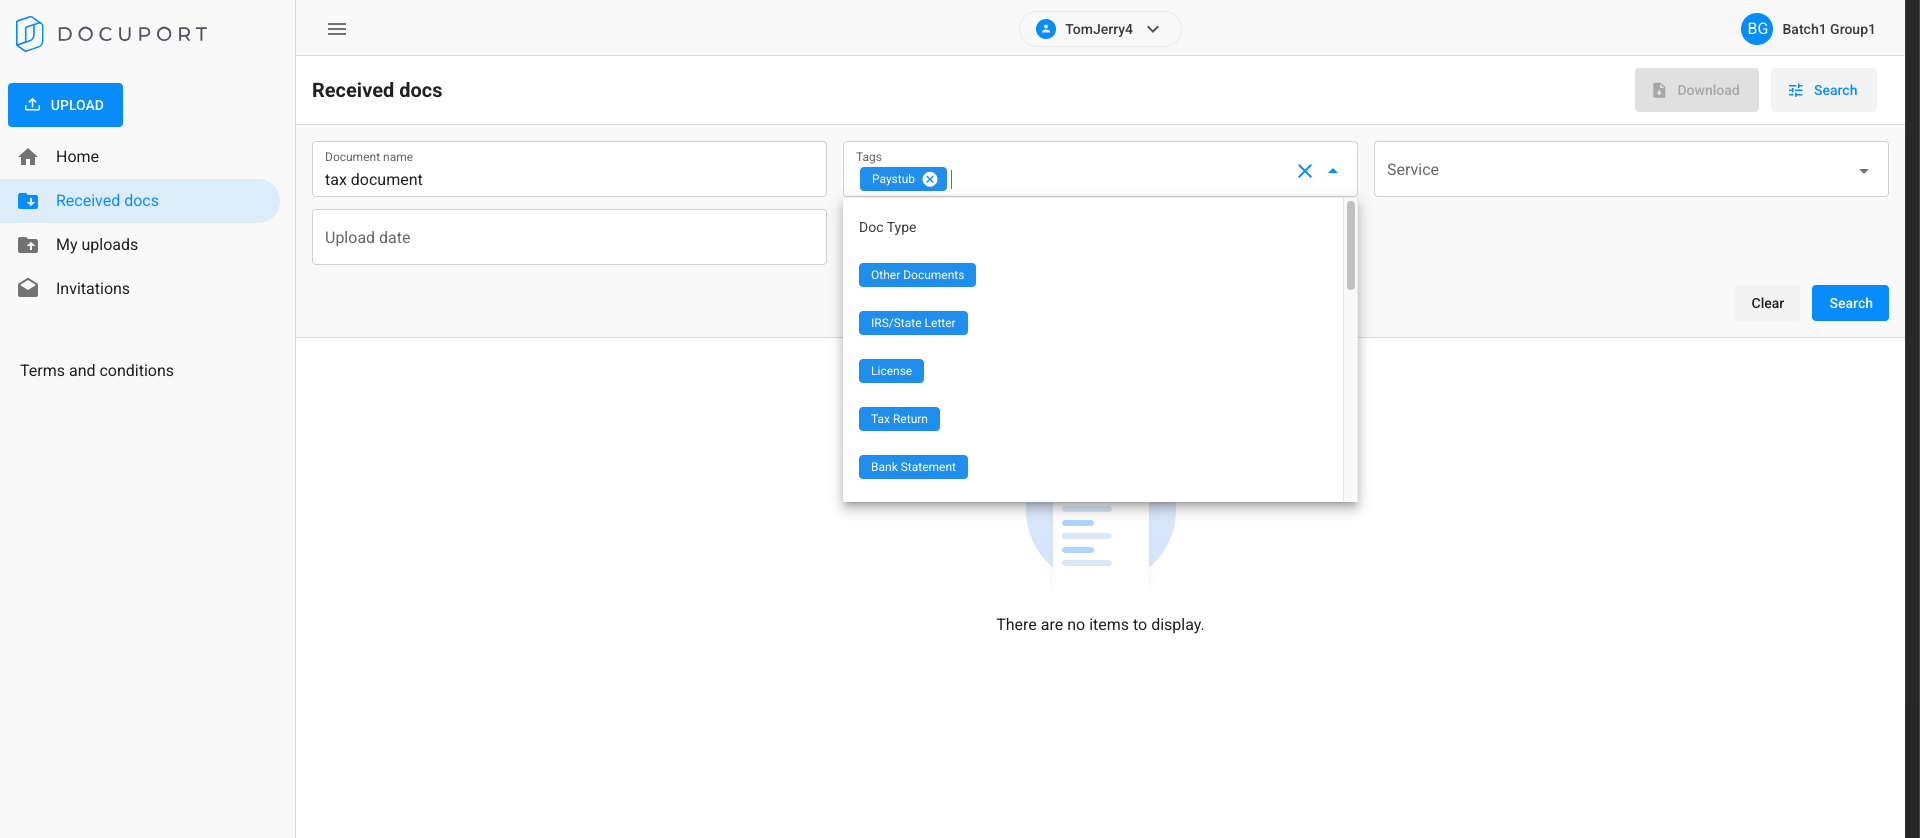 DOCUPORT
TomJerry4
BG Batch1 Group1
UPLOAD
Home
Received docs
My uploads
Invitations
Terms and conditions
Received docs
Download
Search
Document name
tax document
Tags
Paystub
Service
Upload date
Doc Type
Other Documents
IRS/State Letter
License
Tax Return
Bank Statement
Clear
Search
There are no items to display.